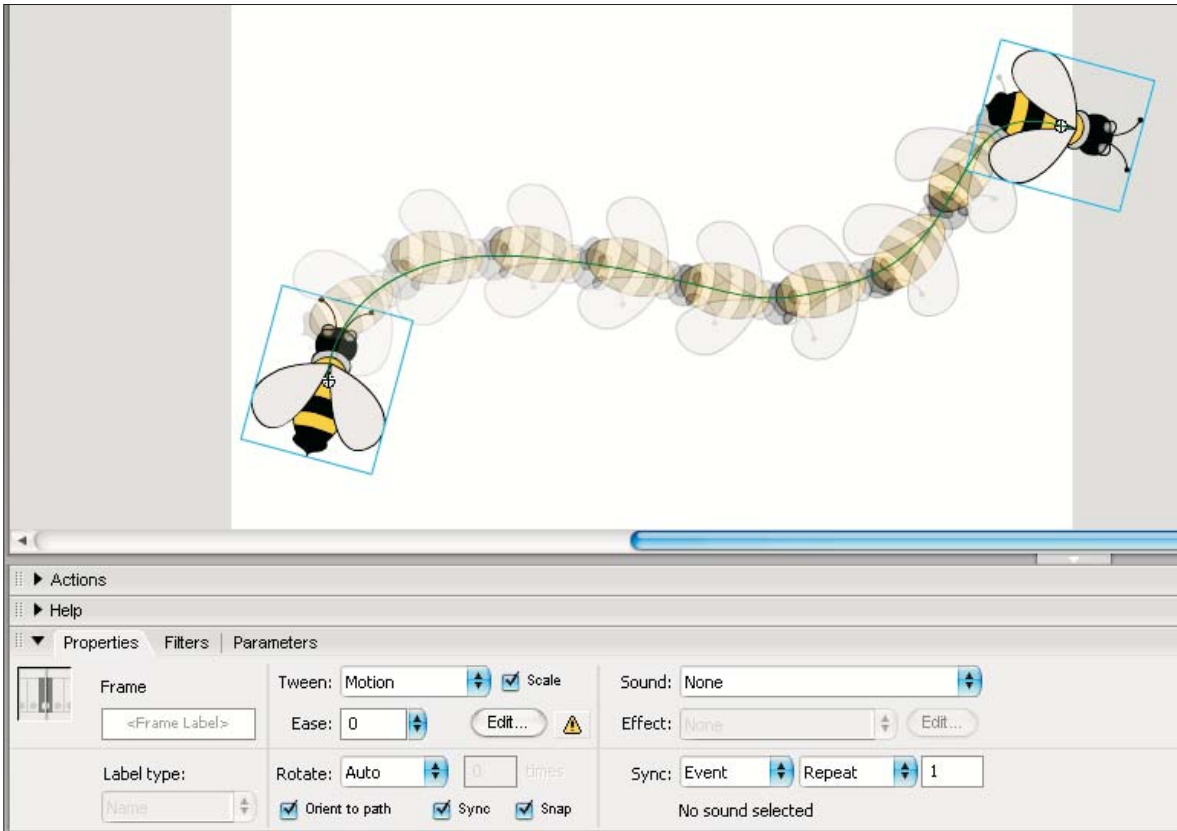 Actions
Help
Properties Filters Parameters
Frame
<Frame Label>
Label type:
Name
Tween: Motion Scale
Ease: 0 Edit...
Rotate: Auto 0 times
Orient to path Sync Snap
Sound: None
Effect: None Edit...
Sync: Event Repeat 1
No sound selected